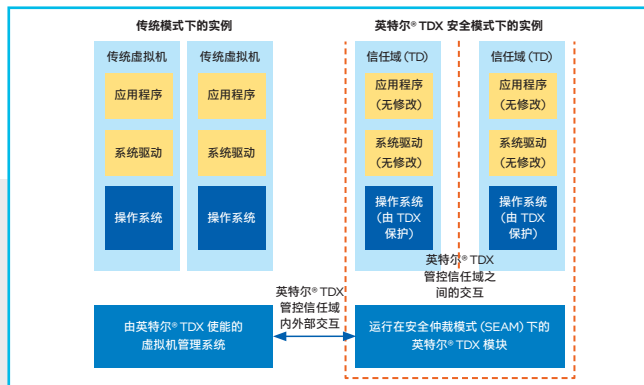 传统模式下的实例
英特尔® TDX 安全模式下的实例
传统虚拟机
应用程序
系统驱动
操作系统
传统虚拟机
应用程序
系统驱动
操作系统
信任域 (TD)
应用程序
(无修改)
系统驱动
(无修改)
操作系统
(由 TDX
保护)
信任域 (TD)
应用程序
(无修改)
系统驱动
(无修改)
操作系统
(由 TDX
保护)
英特尔® TDX
管控信任域之
间的交互
英特尔® TDX
管控信任域
内外部交互
由英特尔® TDX 使能的
虚拟机管理系统
运行在安全仲裁模式 (SEAM) 下的
英特尔® TDX 模块